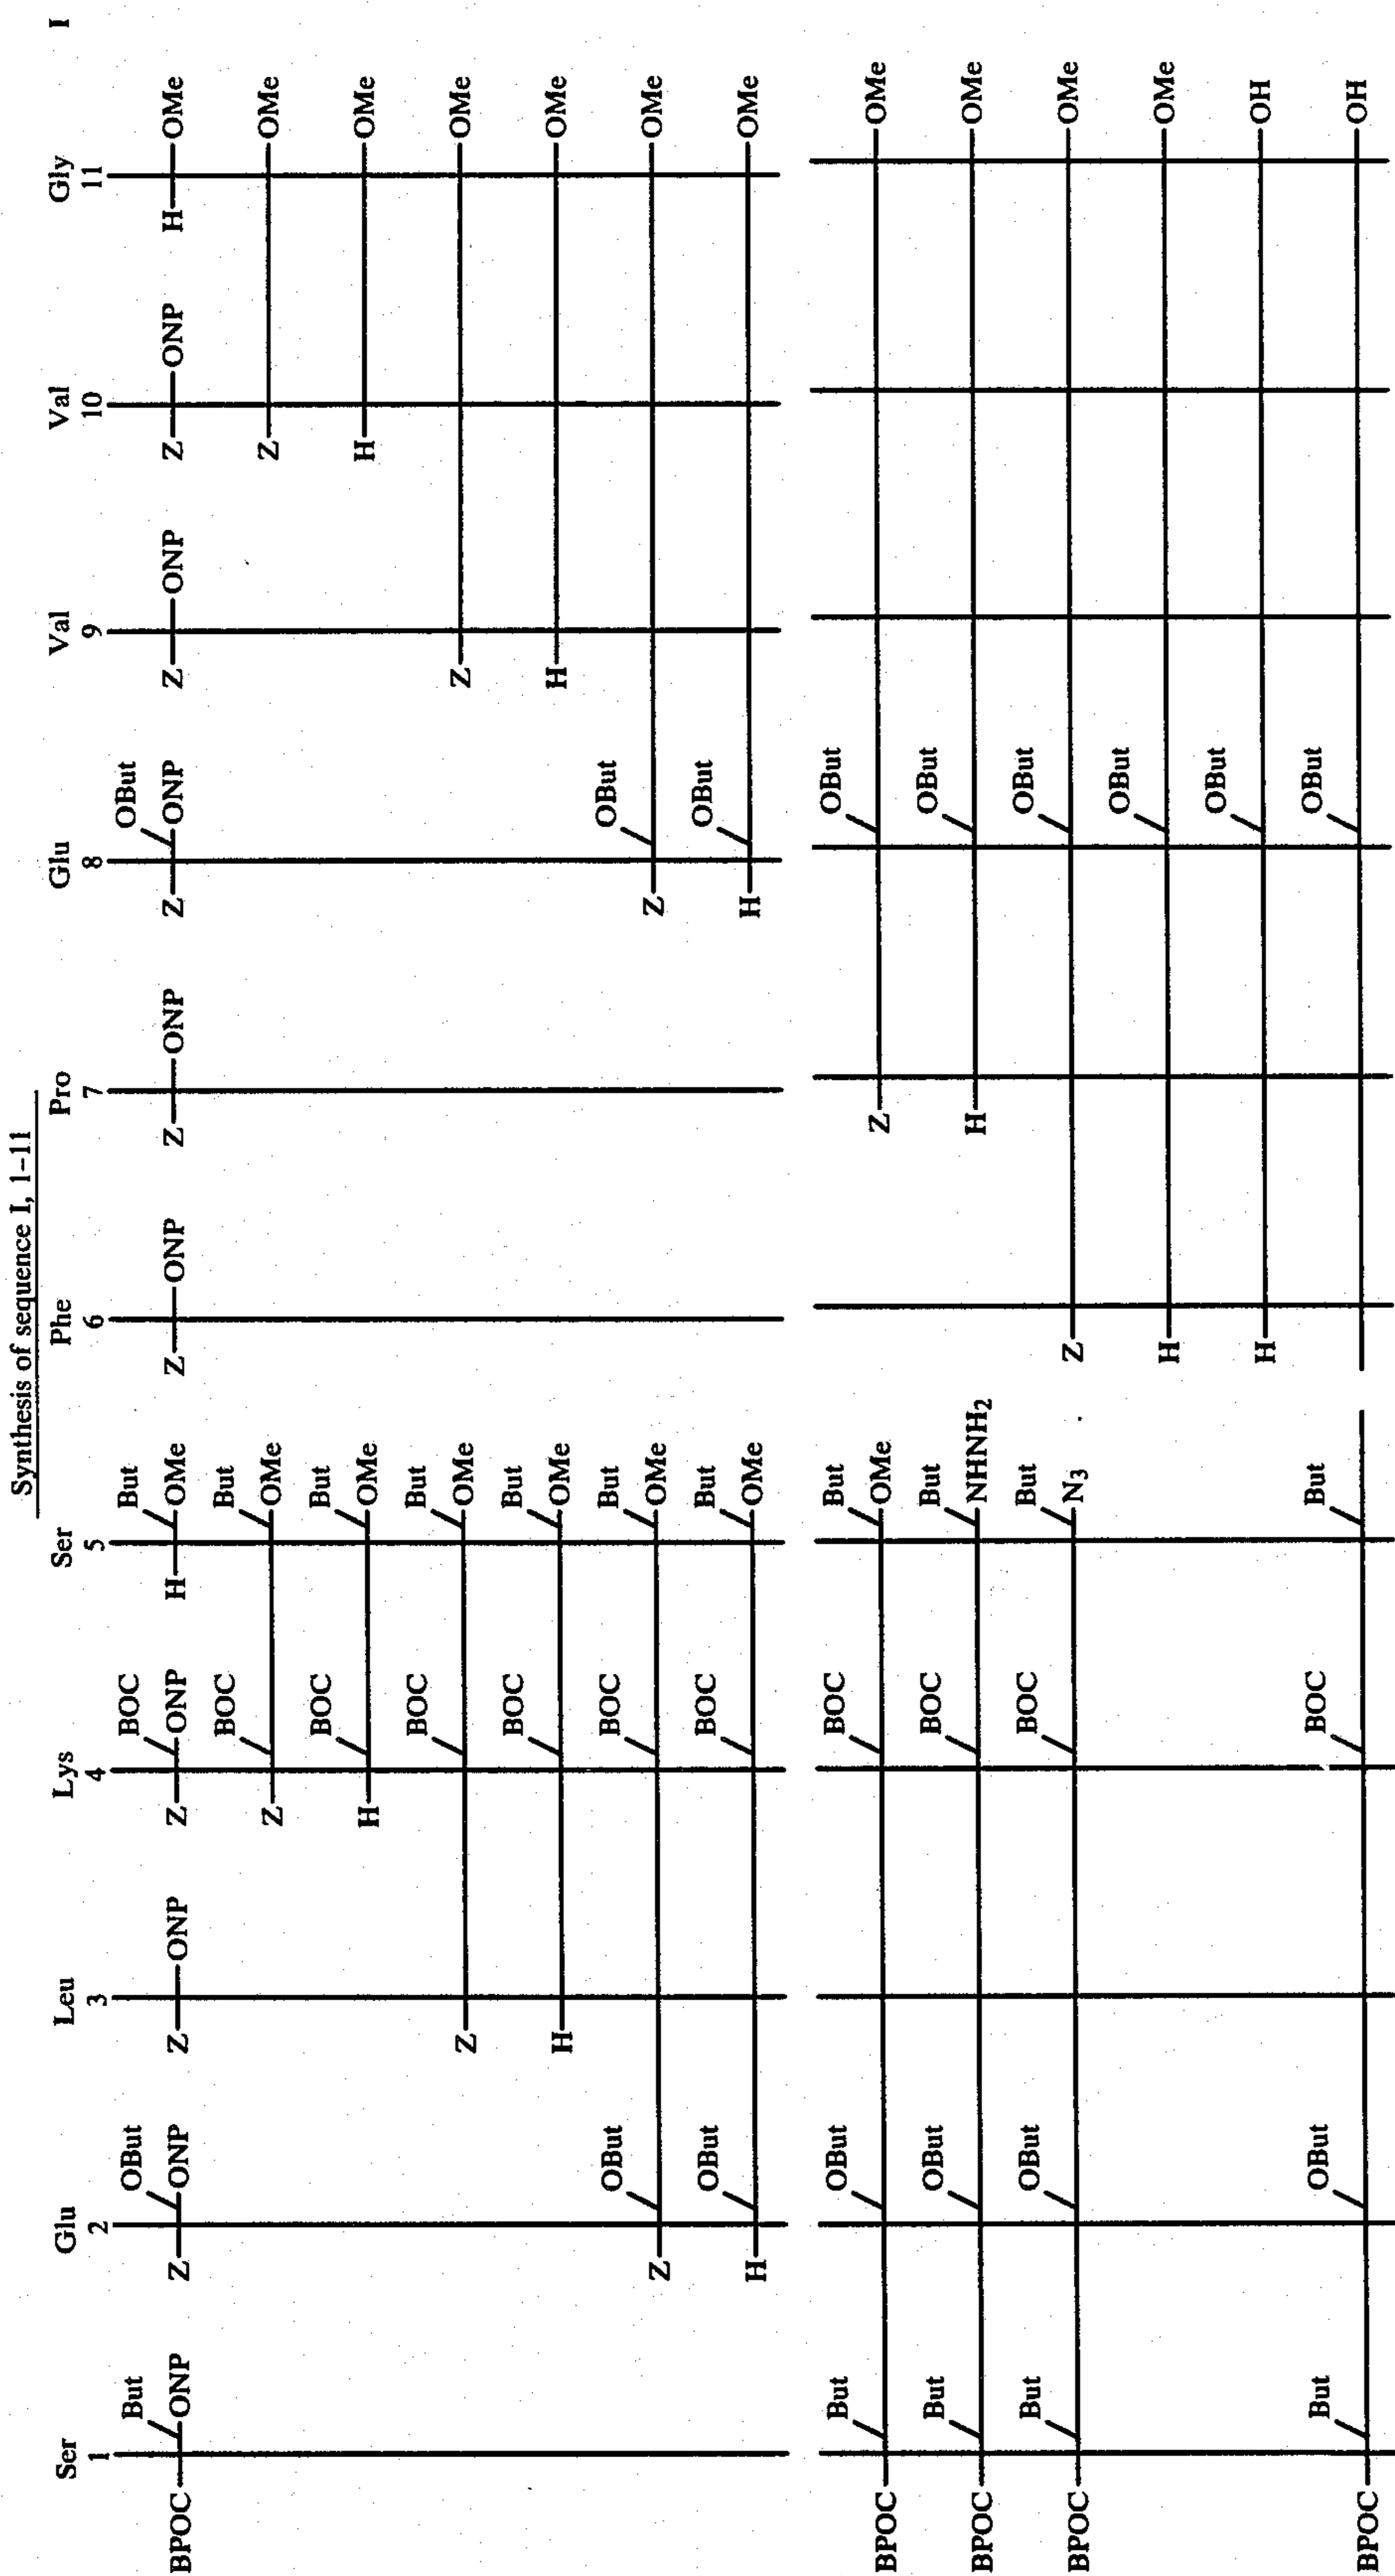 Synthesis of sequence I, 1–11
Ser Glu Leu Lys Ser Phe Pro Glu Val Val Gly I
1 2 3 4 5 6 7 8 9 10 11
But OBut BOC But OBut
BPOC ONP Z ONP Z ONP Z ONP H OMe Z ONP Z ONP Z ONP Z ONP Z ONP H OMe
BOC But
Z OMe Z OMe
BOC But
H OMe H OMe
BOC But
Z OMe Z OMe
BOC But
H OMe H OMe
OBut BOC But OBut
Z OMe Z OMe
OBut BOC But OBut
H OMe H OMe
But OBut BOC But OBut
BPOC OMe Z OMe
But OBut BOC But OBut
BPOC NHNH₂ H OMe
But OBut BOC But OBut
BPOC N₃ Z OMe
OBut
H OMe
OBut
H OH
But OBut BOC But OBut
BPOC OH